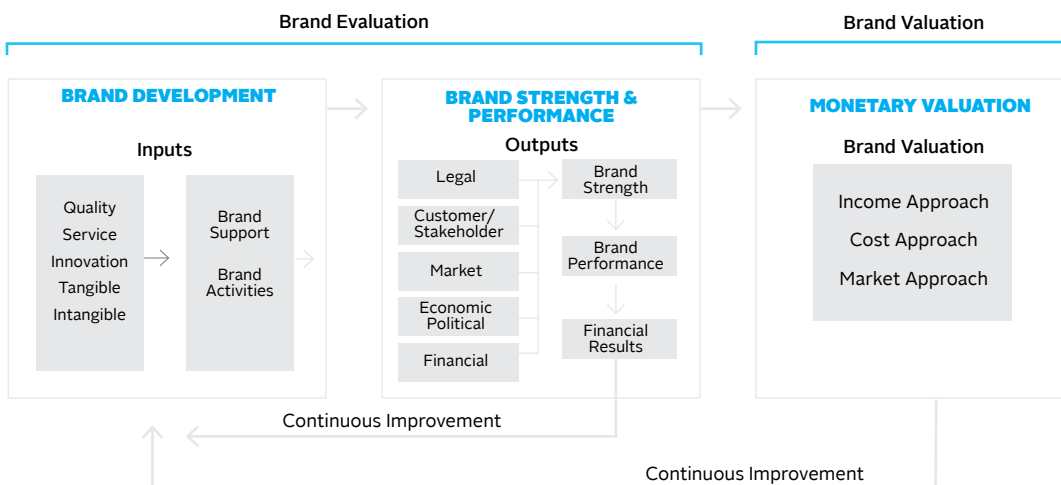 Brand Evaluation
Brand Valuation
BRAND DEVELOPMENT
Inputs
Quality
Service
Innovation
Tangible
Intangible
Brand
Support
Brand
Activities
BRAND STRENGTH &
PERFORMANCE
Outputs
Legal
Customer/
Stakeholder
Market
Economic
Political
Financial
Brand
Strength
Brand
Performance
Financial
Results
MONETARY VALUATION
Brand Valuation
Income Approach
Cost Approach
Market Approach
Continuous Improvement
Continuous Improvement